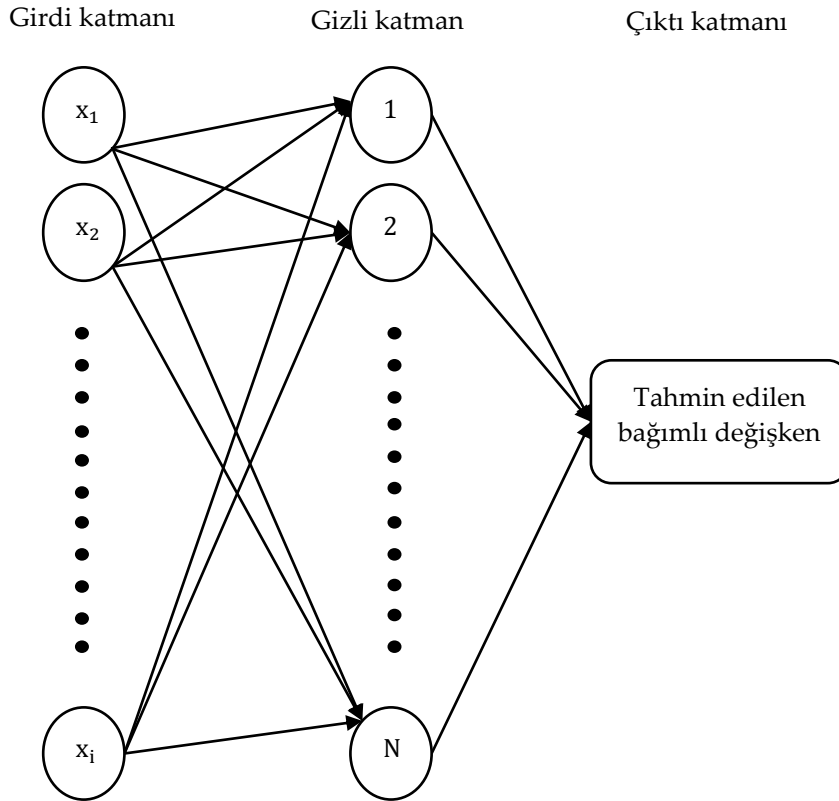 Girdi katmanı
Gizli katman
Çıktı katmanı
x₁
1
x₂
2
Tahmin edilen
bağımlı değişken
xᵢ
N